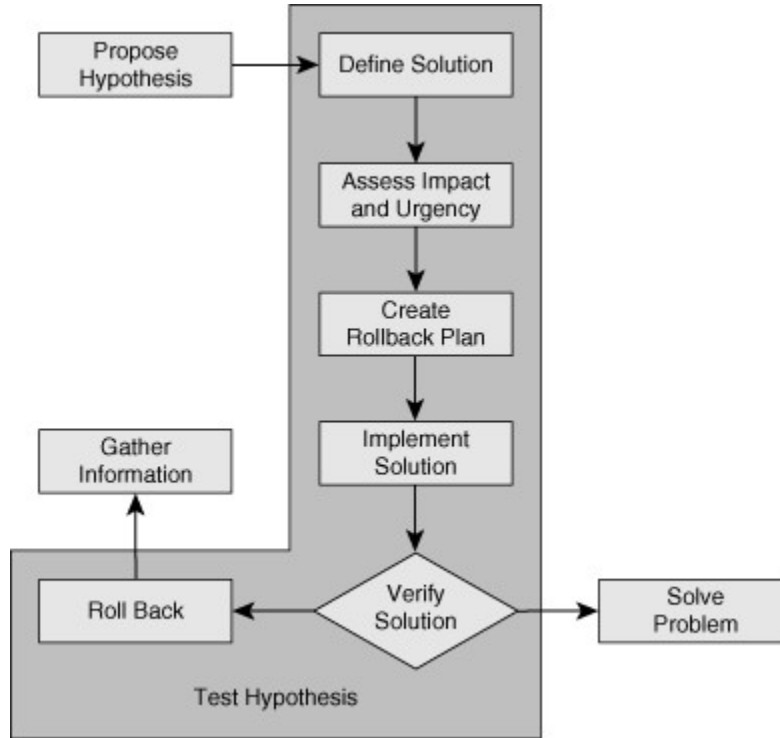 Propose
Hypothesis
Define Solution
Assess Impact
and Urgency
Create
Rollback Plan
Implement
Solution
Gather
Information
Verify
Solution
Roll Back
Solve
Problem
Test Hypothesis